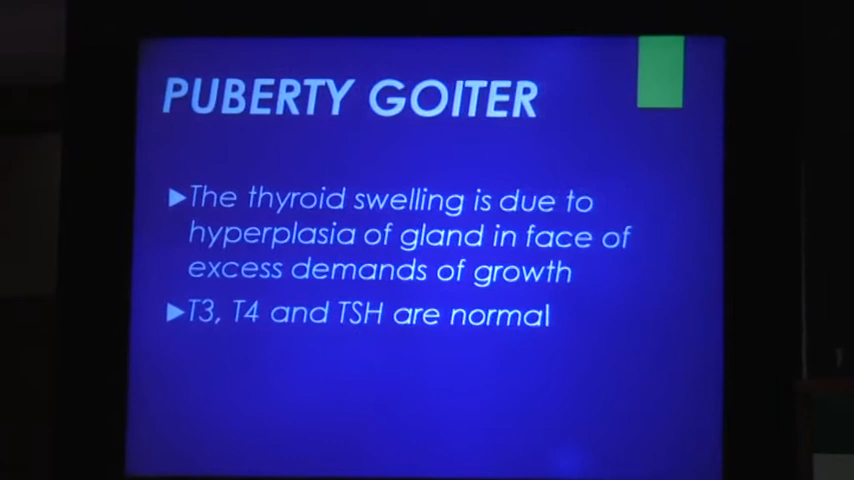 PUBERTY GOITER
▶The thyroid swelling is due to
hyperplasia of gland in face of
excess demands of growth
▶T3, T4 and TSH are normal